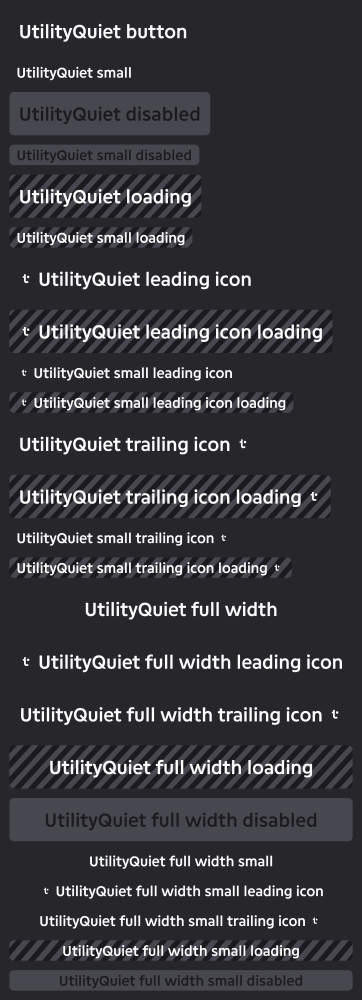 UtilityQuiet button
UtilityQuiet small
UtilityQuiet disabled
UtilityQuiet small disabled
UtilityQuiet loading
UtilityQuiet small loading
UtilityQuiet leading icon
UtilityQuiet leading icon loading
UtilityQuiet small leading icon
UtilityQuiet small leading icon loading
UtilityQuiet trailing icon
UtilityQuiet trailing icon loading
UtilityQuiet small trailing icon
UtilityQuiet small trailing icon loading
UtilityQuiet full width
UtilityQuiet full width leading icon
UtilityQuiet full width trailing icon
UtilityQuiet full width loading
UtilityQuiet full width disabled
UtilityQuiet full width small
UtilityQuiet full width small leading icon
UtilityQuiet full width small trailing icon
UtilityQuiet full width small loading
UtilityQuiet full width small disabled